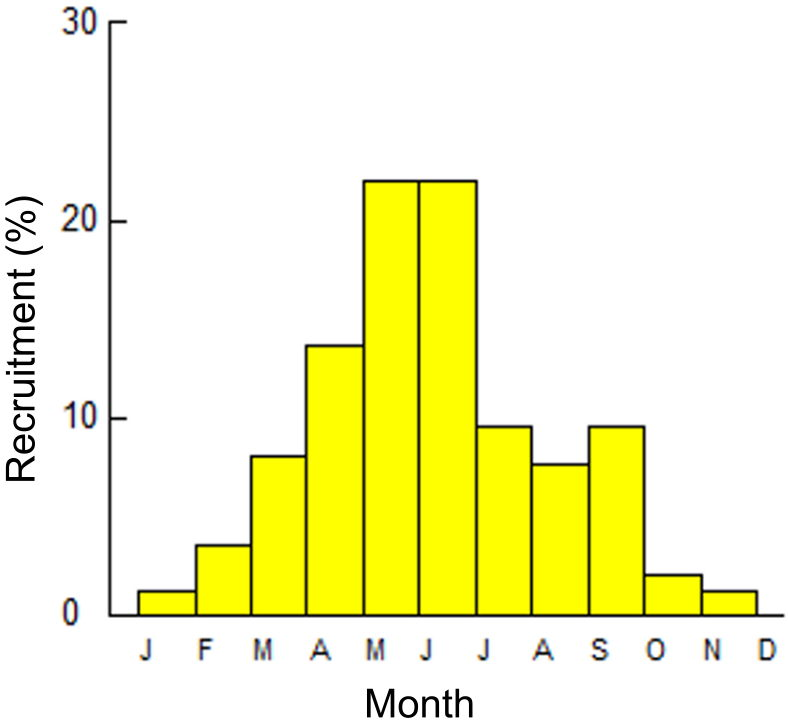 30
20
10
0
Recruitment (%)
J F M A M J J A S O N D
Month